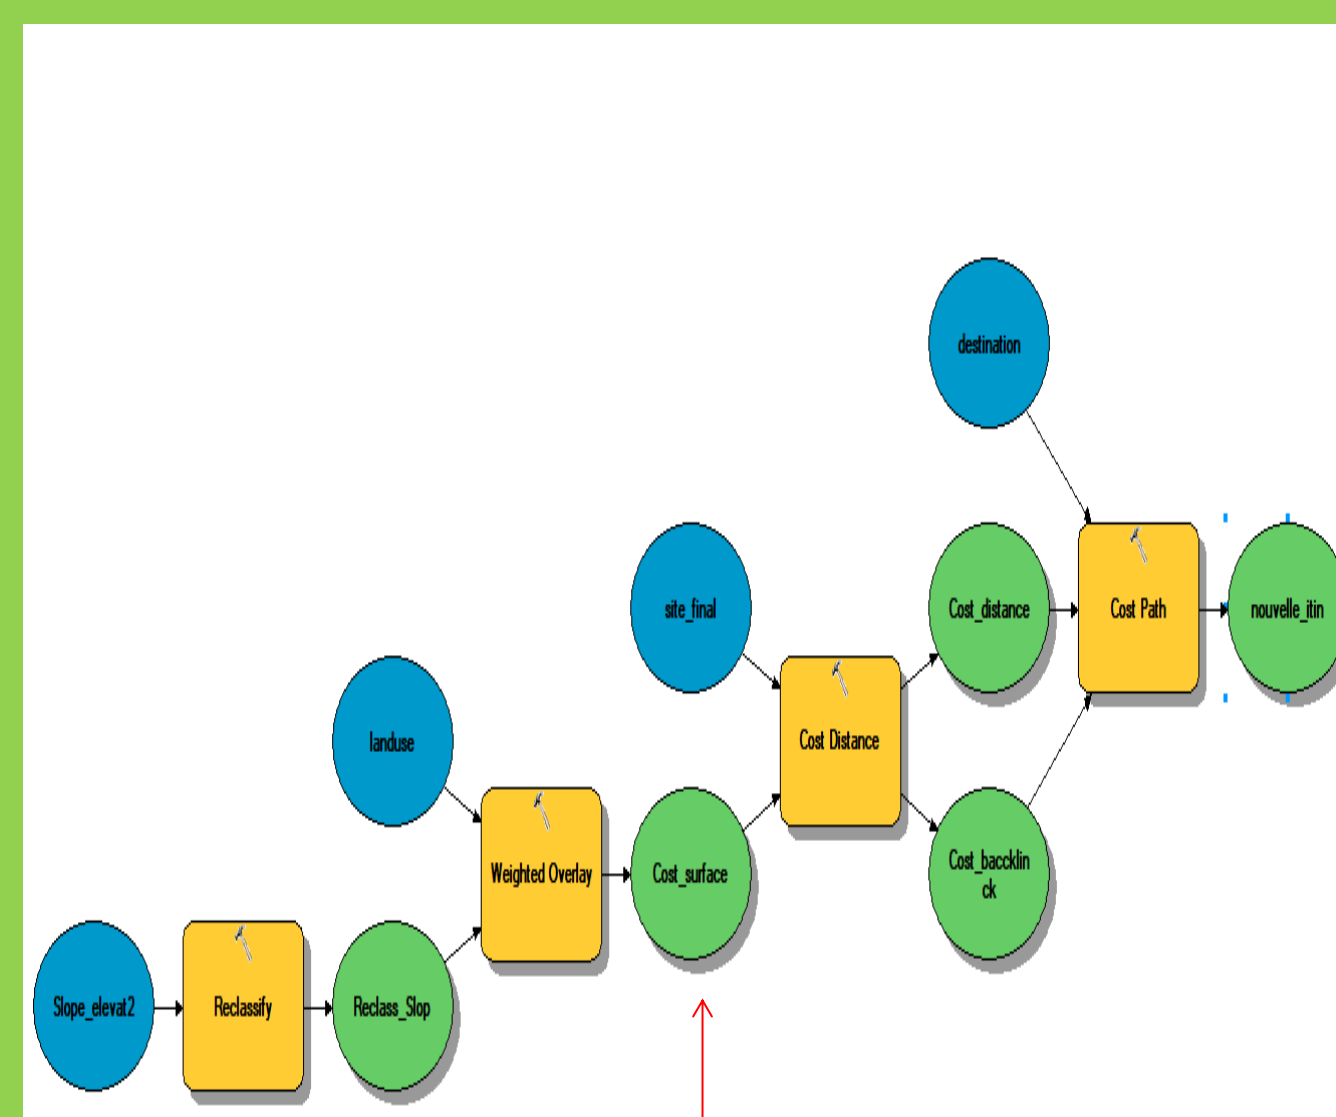 destination
site_final
Cost_distance
Cost Path
nouvelle_itin
landuse
Cost Distance
Weighted Overlay
Cost_surface
Cost_baccklin
ck
Slope_elevat2
Reclassify
Reclass_Slop